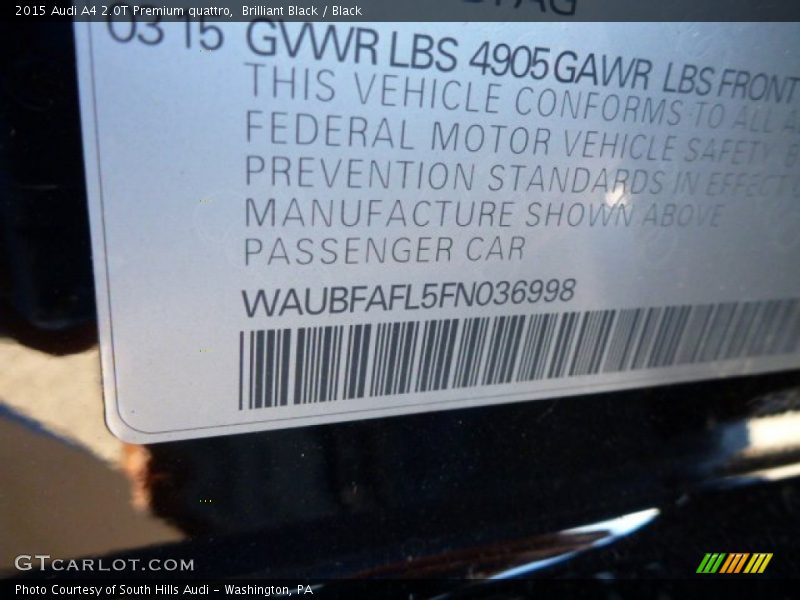 2015 Audi A4 2.0T Premium quattro,  Brilliant Black / Black
0315 GVWR LBS 4905 GAWR LBS FRONT
THIS VEHICLE CONFORMS TO ALL
FEDERAL MOTOR VEHICLE SAFETY
PREVENTION STANDARDS IN EFFECT
MANUFACTURE SHOWN ABOVE
PASSENGER CAR
WAUBFAFL5FN036998
GTCARLOT.COM
Photo Courtesy of South Hills Audi - Washington, PA